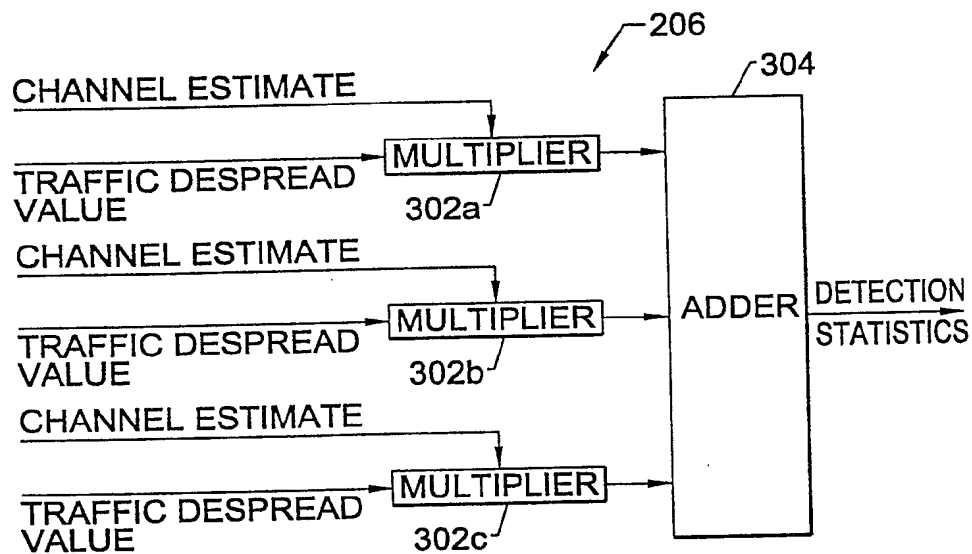 206
304
CHANNEL ESTIMATE
MULTIPLIER
TRAFFIC DESPREAD
VALUE
302a
CHANNEL ESTIMATE
MULTIPLIER
TRAFFIC DESPREAD
VALUE
302b
ADDER
DETECTION
STATISTICS
CHANNEL ESTIMATE
MULTIPLIER
TRAFFIC DESPREAD
VALUE
302c